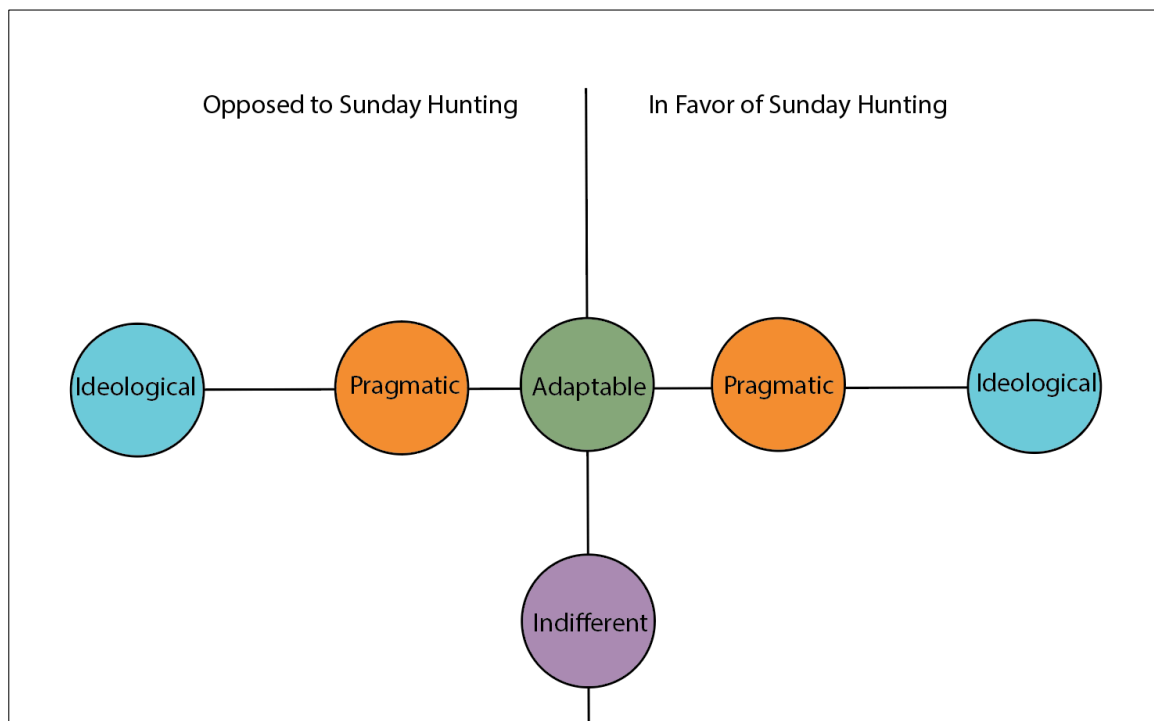 Opposed to Sunday Hunting
In Favor of Sunday Hunting
Ideological
Pragmatic
Adaptable
Pragmatic
Ideological
Indifferent